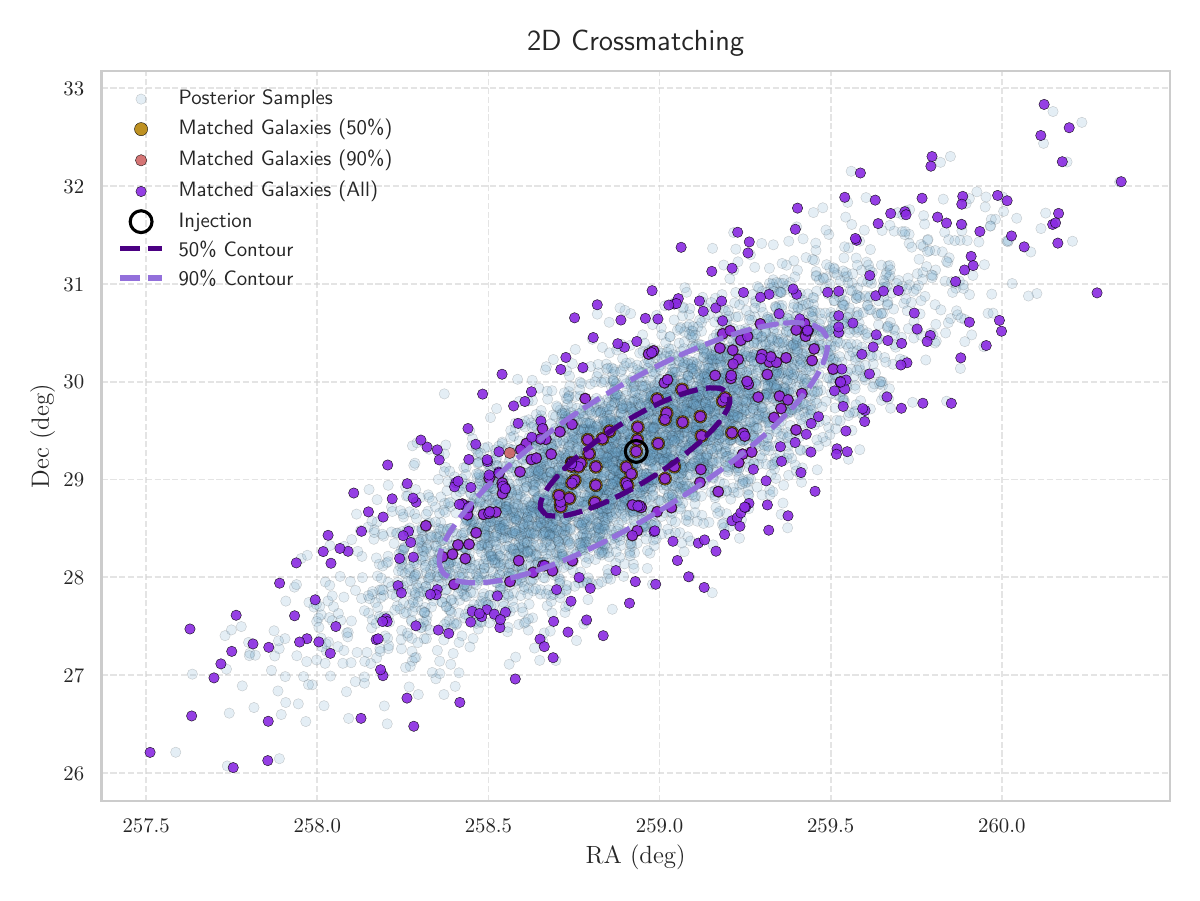 2D Crossmatching
Posterior Samples
Matched Galaxies (50%)
Matched Galaxies (90%)
Matched Galaxies (All)
Injection
50% Contour
90% Contour
Dec (deg)
33
32
31
30
29
28
27
26
257.5 258.0 258.5 259.0 259.5 260.0
RA (deg)